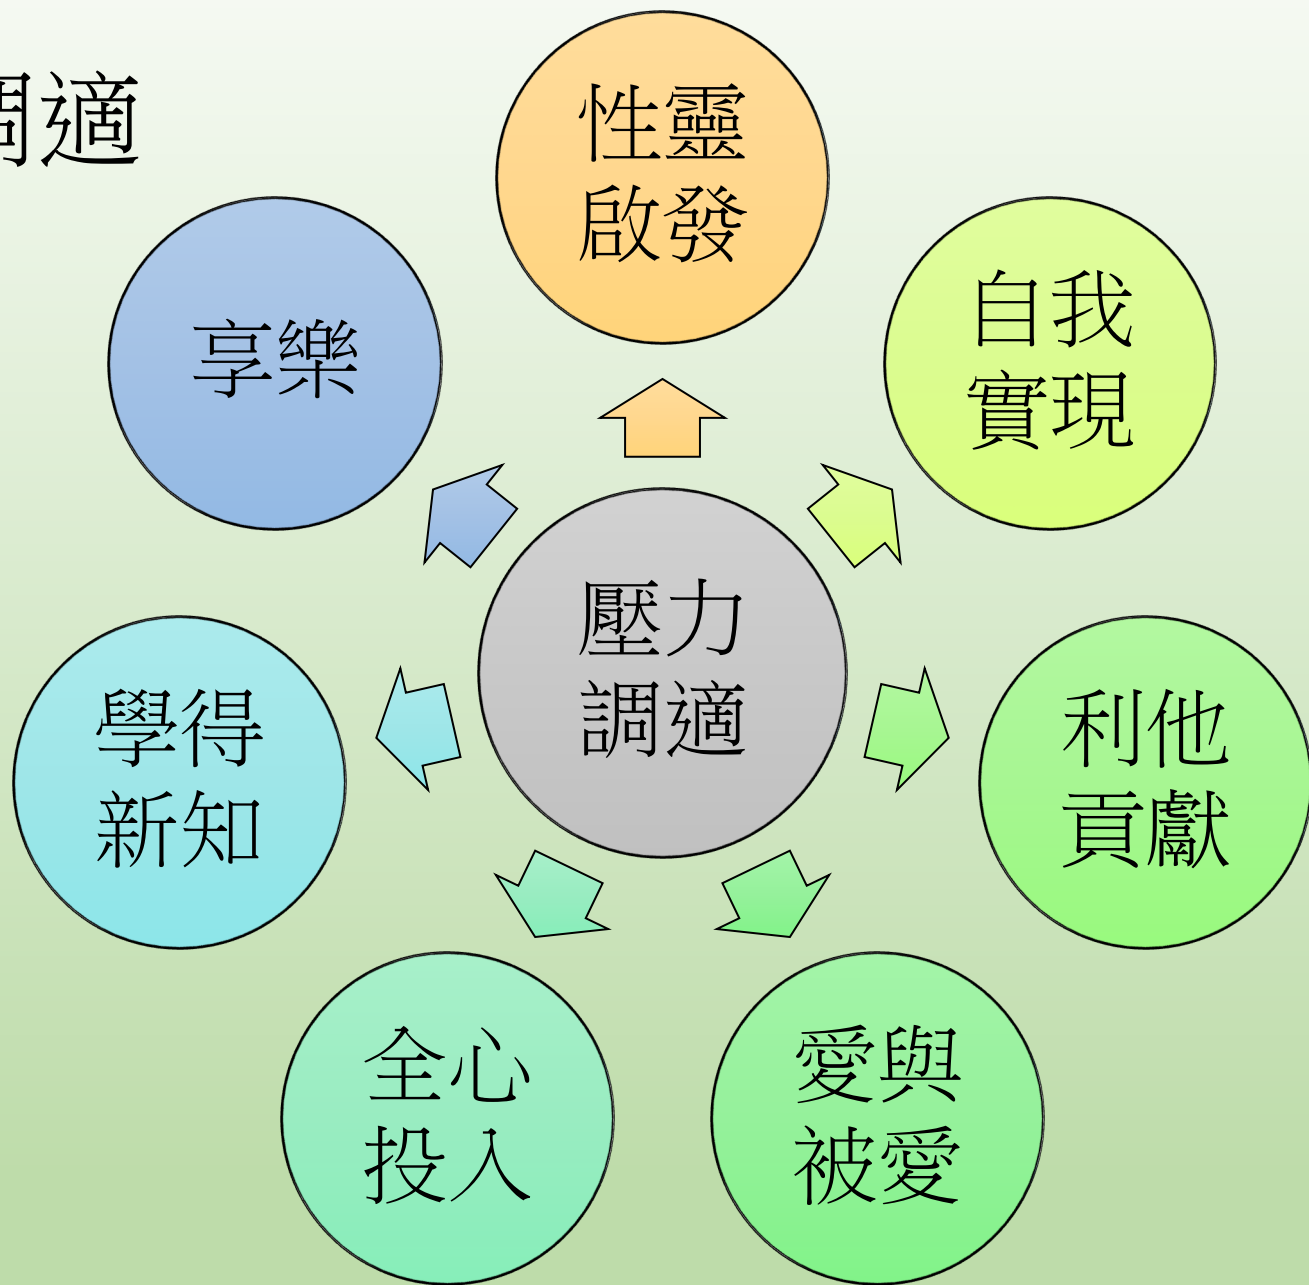 調適
性靈
啟發
享樂
自我
實現
壓力
調適
學得
新知
利他
貢獻
全心
投入
愛與
被愛